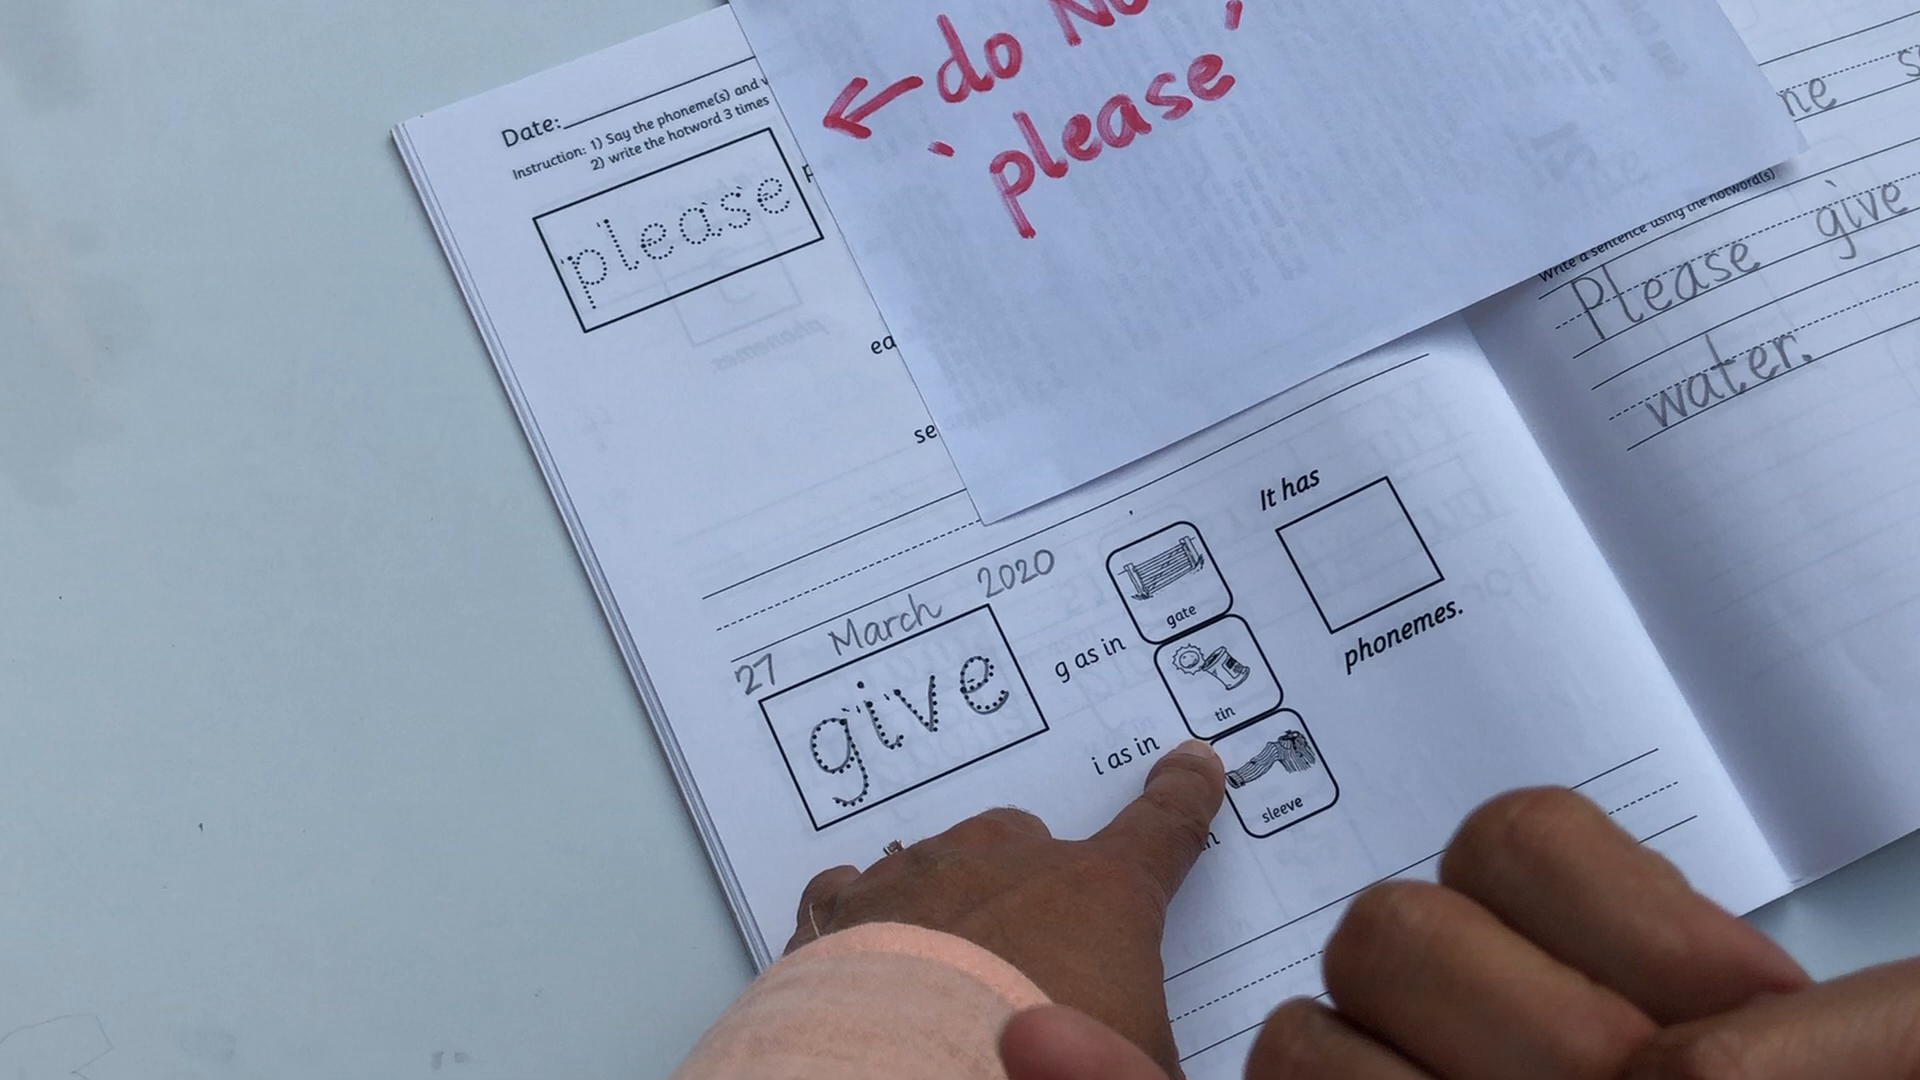 ← do
'please'
Date:
Instruction: 1) Say the phoneme(s) and
2) write the hotword 3 times
please
ea
se
27 March 2020
give
g as in
gate
i as in
tin
sleeve
It has
phonemes.
Write a sentence using the hotword(s)
Please give
water.